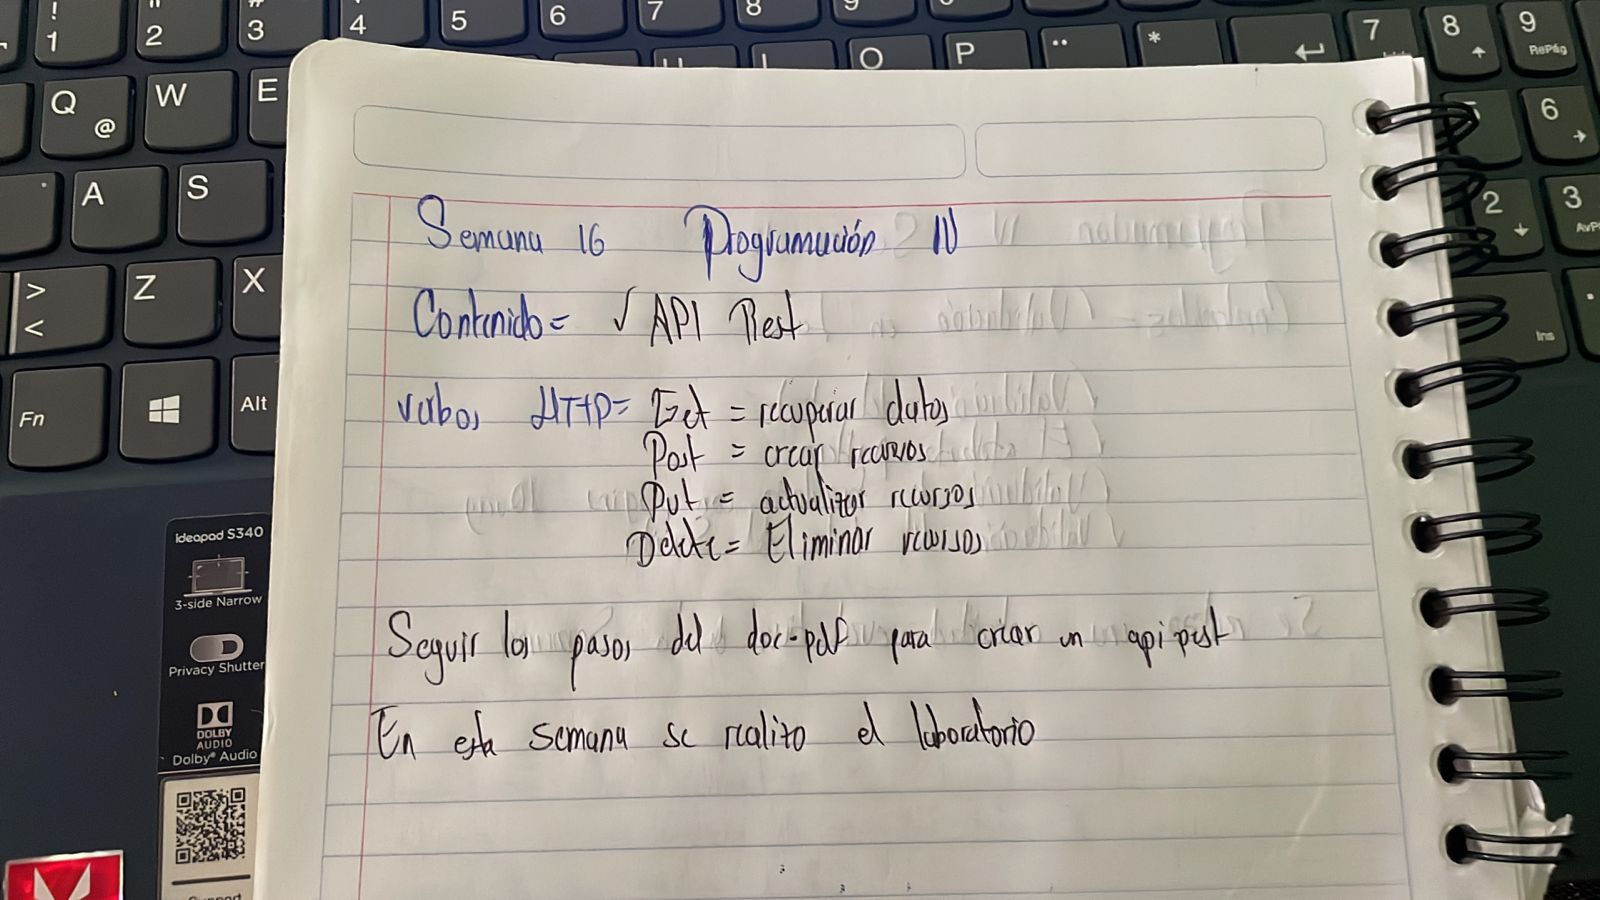 ! 1
" 2
# 3
4
5
6
7
8
9
7
8
9 RePág
Q @
W
E
O
P
¨
*
6
A
S
2
3 AvPá
> <
Z
X
Ins
Fn
Alt
Semana 16 Programación IV
Contenido= √ API Rest
verbos HTTP= Get = recuperar datos
Post = crear recursos
Put = actualizar recursos
Delete = Eliminar recursos
Seguir los pasos del doc-pdf para crear un api
En esta semana se realizo el laboratorio
ideapad S340
3-side Narrow
Privacy Shutter
DOLBY
AUDIO
Dolby® Audio
Support